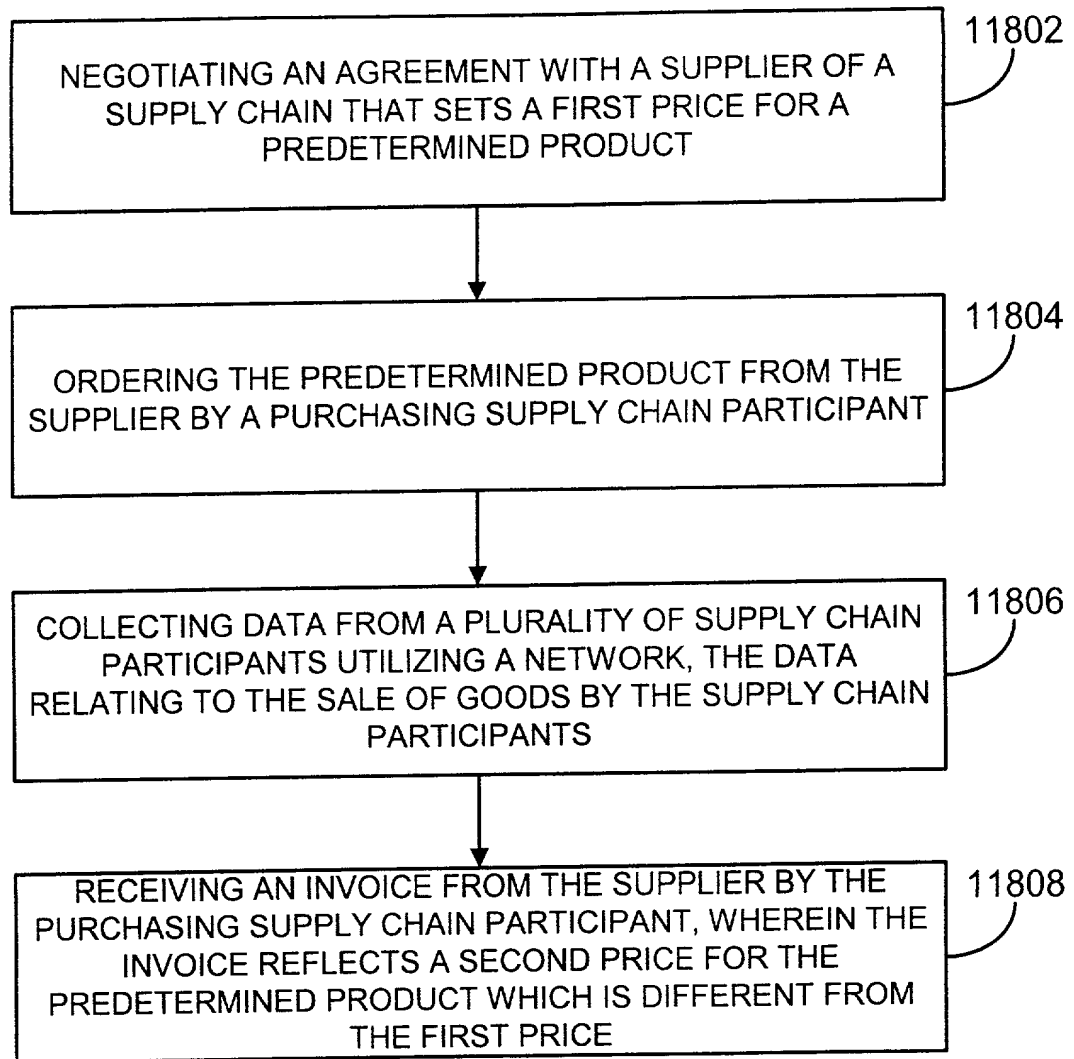 11802
NEGOTIATING AN AGREEMENT WITH A SUPPLIER OF A
SUPPLY CHAIN THAT SETS A FIRST PRICE FOR A
PREDETERMINED PRODUCT
11804
ORDERING THE PREDETERMINED PRODUCT FROM THE
SUPPLIER BY A PURCHASING SUPPLY CHAIN PARTICIPANT
11806
COLLECTING DATA FROM A PLURALITY OF SUPPLY CHAIN
PARTICIPANTS UTILIZING A NETWORK, THE DATA
RELATING TO THE SALE OF GOODS BY THE SUPPLY CHAIN
PARTICIPANTS
11808
RECEIVING AN INVOICE FROM THE SUPPLIER BY THE
PURCHASING SUPPLY CHAIN PARTICIPANT, WHEREIN THE
INVOICE REFLECTS A SECOND PRICE FOR THE
PREDETERMINED PRODUCT WHICH IS DIFFERENT FROM
THE FIRST PRICE